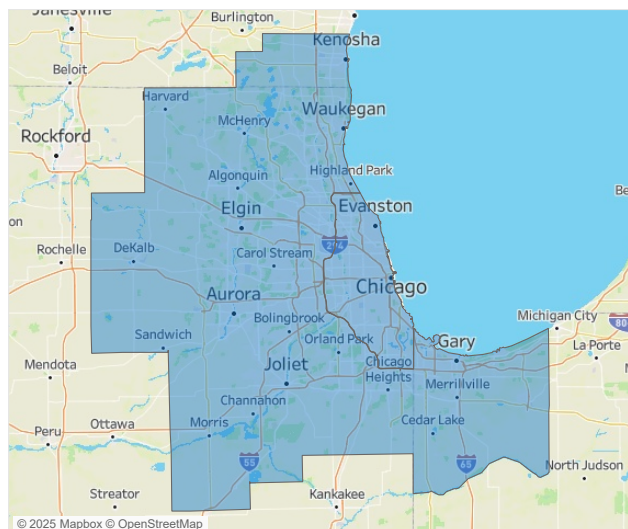 Janesville
Burlington
Kenosha
Beloit
Harvard
Waukegan
McHenry
Rockford
Highland Park
Algonquin
Elgin
Evanston
on
Be
294
Rochelle
DeKalb
Carol Stream
Chicago
Aurora
Michigan City
Bolingbrook
80
Sandwich
Orland Park
Gary
La Porte
Mendota
Joliet
Chicago
Heights
Merrillville
Channahon
Ottawa
Morris
Cedar Lake
Peru
55
65
North Judson
Streator
Kankakee
© 2025 Mapbox © OpenStreetMap